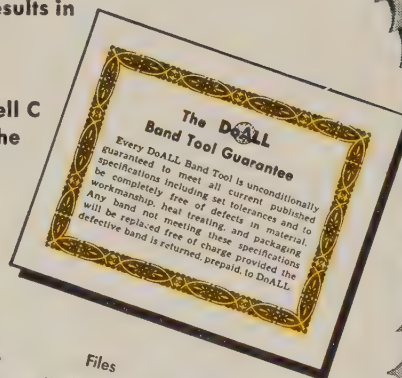 esults in
ell C
he
The DoALL
Band Tool Guarantee
Every DoALL Band Tool is unconditionally
guaranteed to meet all current published
specifications including set tolerances and to
be completely free of defects in material,
workmanship, heat treating, and packaging
Any band not meeting these specifications
will be replaced free of charge provided the
defective band is returned, prepaid, to DoALL
Files